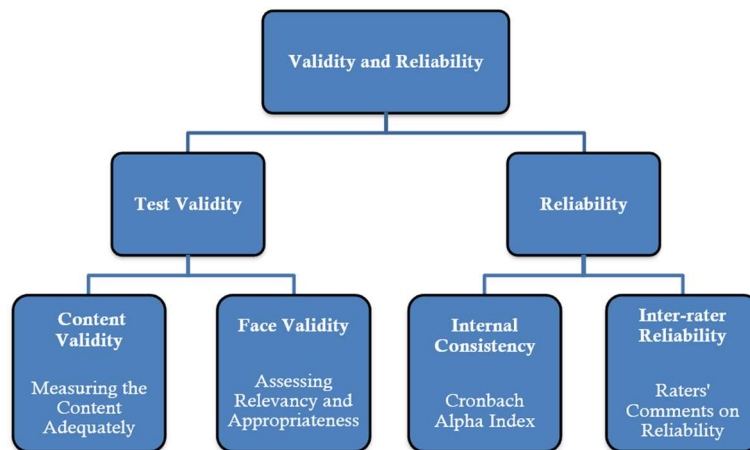 Validity and Reliability
Test Validity
Reliability
Content
Validity
Measuring the
Content
Adequately
Face Validity
Assessing
Relevancy and
Appropriateness
Internal
Consistency
Cronbach
Alpha Index
Inter-rater
Reliability
Raters'
Comments on
Reliability